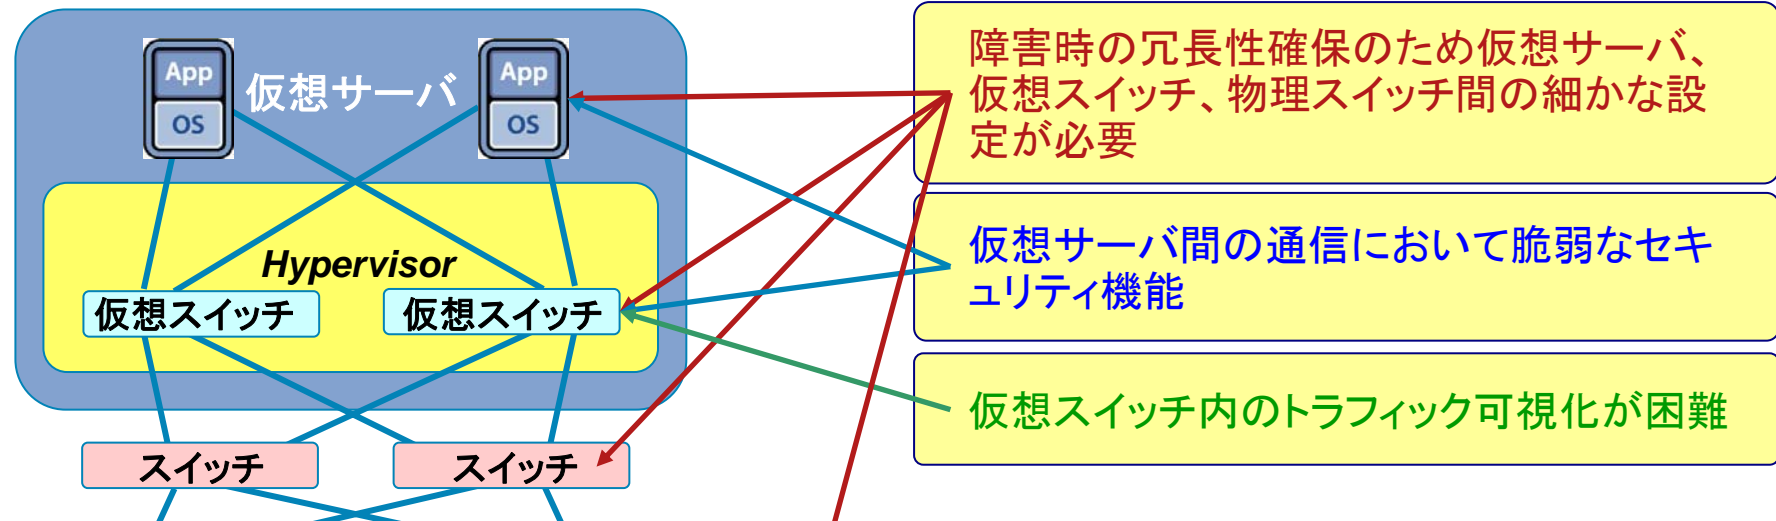 App
仮想サーバ
App
OS
OS
Hypervisor
仮想スイッチ
仮想スイッチ
スイッチ
スイッチ
障害時の冗長性確保のため仮想サーバ、
仮想スイッチ、物理スイッチ間の細かな設
定が必要
仮想サーバ間の通信において脆弱なセキ
ュリティ機能
仮想スイッチ内のトラフィック可視化が困難